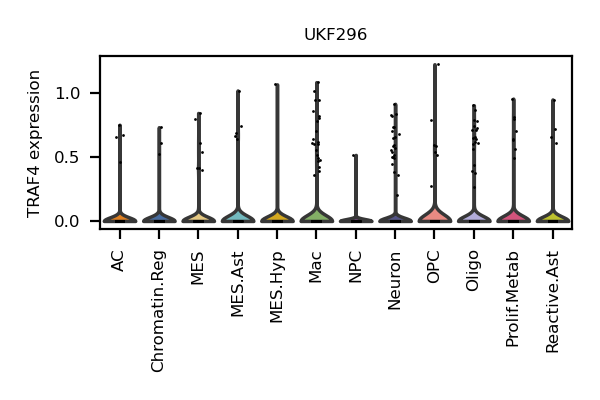 UKF296
TRAF4 expression
1.0
0.5
0.0
AC
Chromatin.Reg
MES
MES.Ast
MES.Hyp
Mac
NPC
Neuron
OPC
Oligo
Prolif.Metab
Reactive.Ast